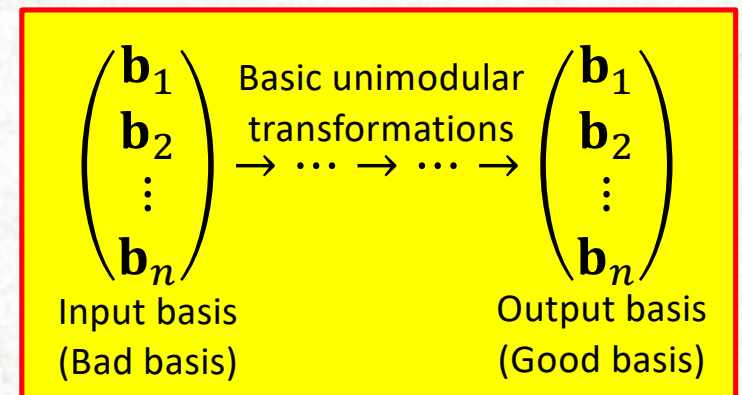 b₁ Basic unimodular b₁
b₂ transformations b₂
⋮ → ⋯ → ⋯ → ⋮
bₙ bₙ
Input basis Output basis
(Bad basis) (Good basis)